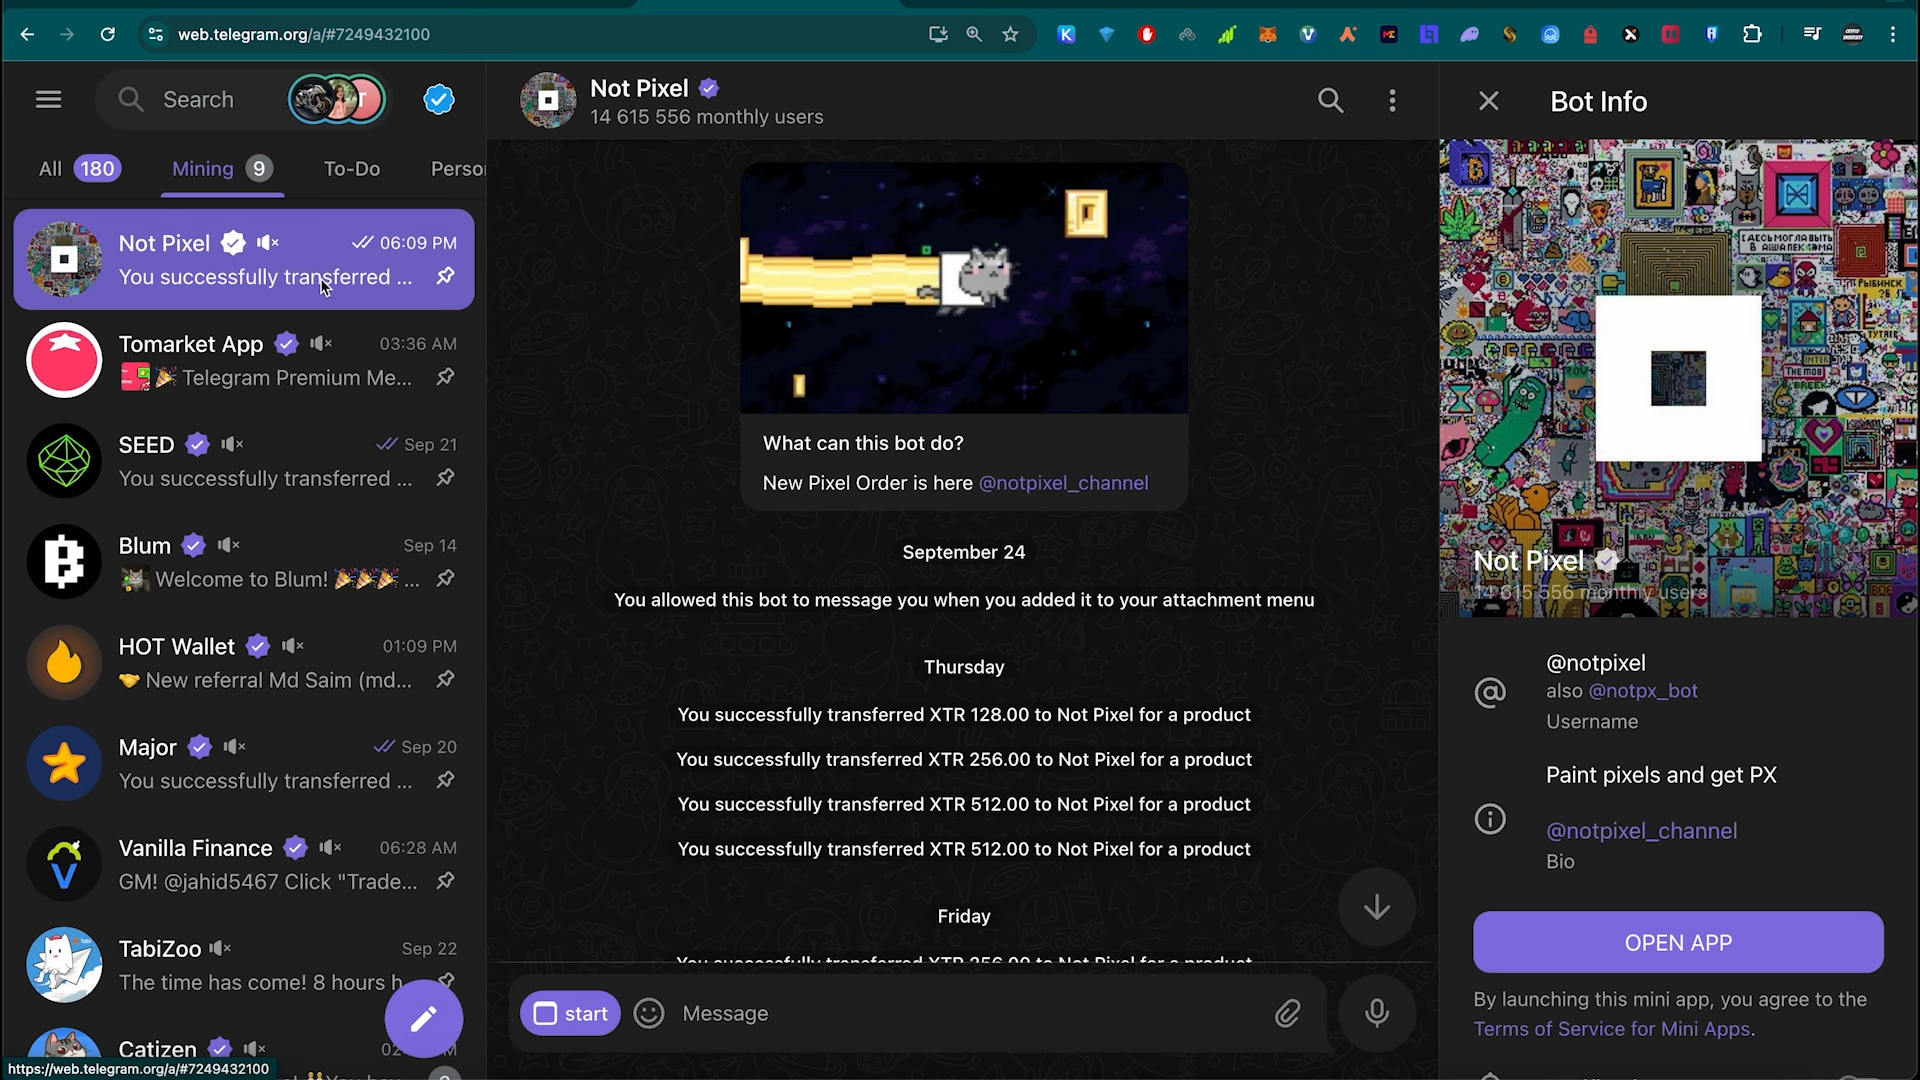 web.telegram.org/a/#7249432100
Search
T
All 180
Mining 9
To-Do
Perso
Not Pixel
06:09 PM
You successfully transferred ...
Tomarket App
03:36 AM
Telegram Premium Me...
SEED
Sep 21
You successfully transferred ...
Blum
Sep 14
Welcome to Blum! 🎉🎉🎉 ...
HOT Wallet
01:09 PM
🤝 New referral Md Saim (md...
Major
Sep 20
You successfully transferred ...
Vanilla Finance
06:28 AM
GM! @jahid5467 Click "Trade...
TabiZoo
Sep 22
The time has come! 8 hours h
Catizen
https://web.telegram.org/a/#7249432100
Not Pixel
14 615 556 monthly users
What can this bot do?
New Pixel Order is here @notpixel_channel
September 24
You allowed this bot to message you when you added it to your attachment menu
Thursday
You successfully transferred XTR 128.00 to Not Pixel for a product
You successfully transferred XTR 256.00 to Not Pixel for a product
You successfully transferred XTR 512.00 to Not Pixel for a product
You successfully transferred XTR 512.00 to Not Pixel for a product
Friday
You successfully transferred XTR 256.00 to Not Pixel for a product
start
Message
Bot Info
Not Pixel
14 615 556 monthly users
@notpixel
also @notpx_bot
Username
Paint pixels and get PX
@notpixel_channel
Bio
OPEN APP
By launching this mini app, you agree to the
Terms of Service for Mini Apps.